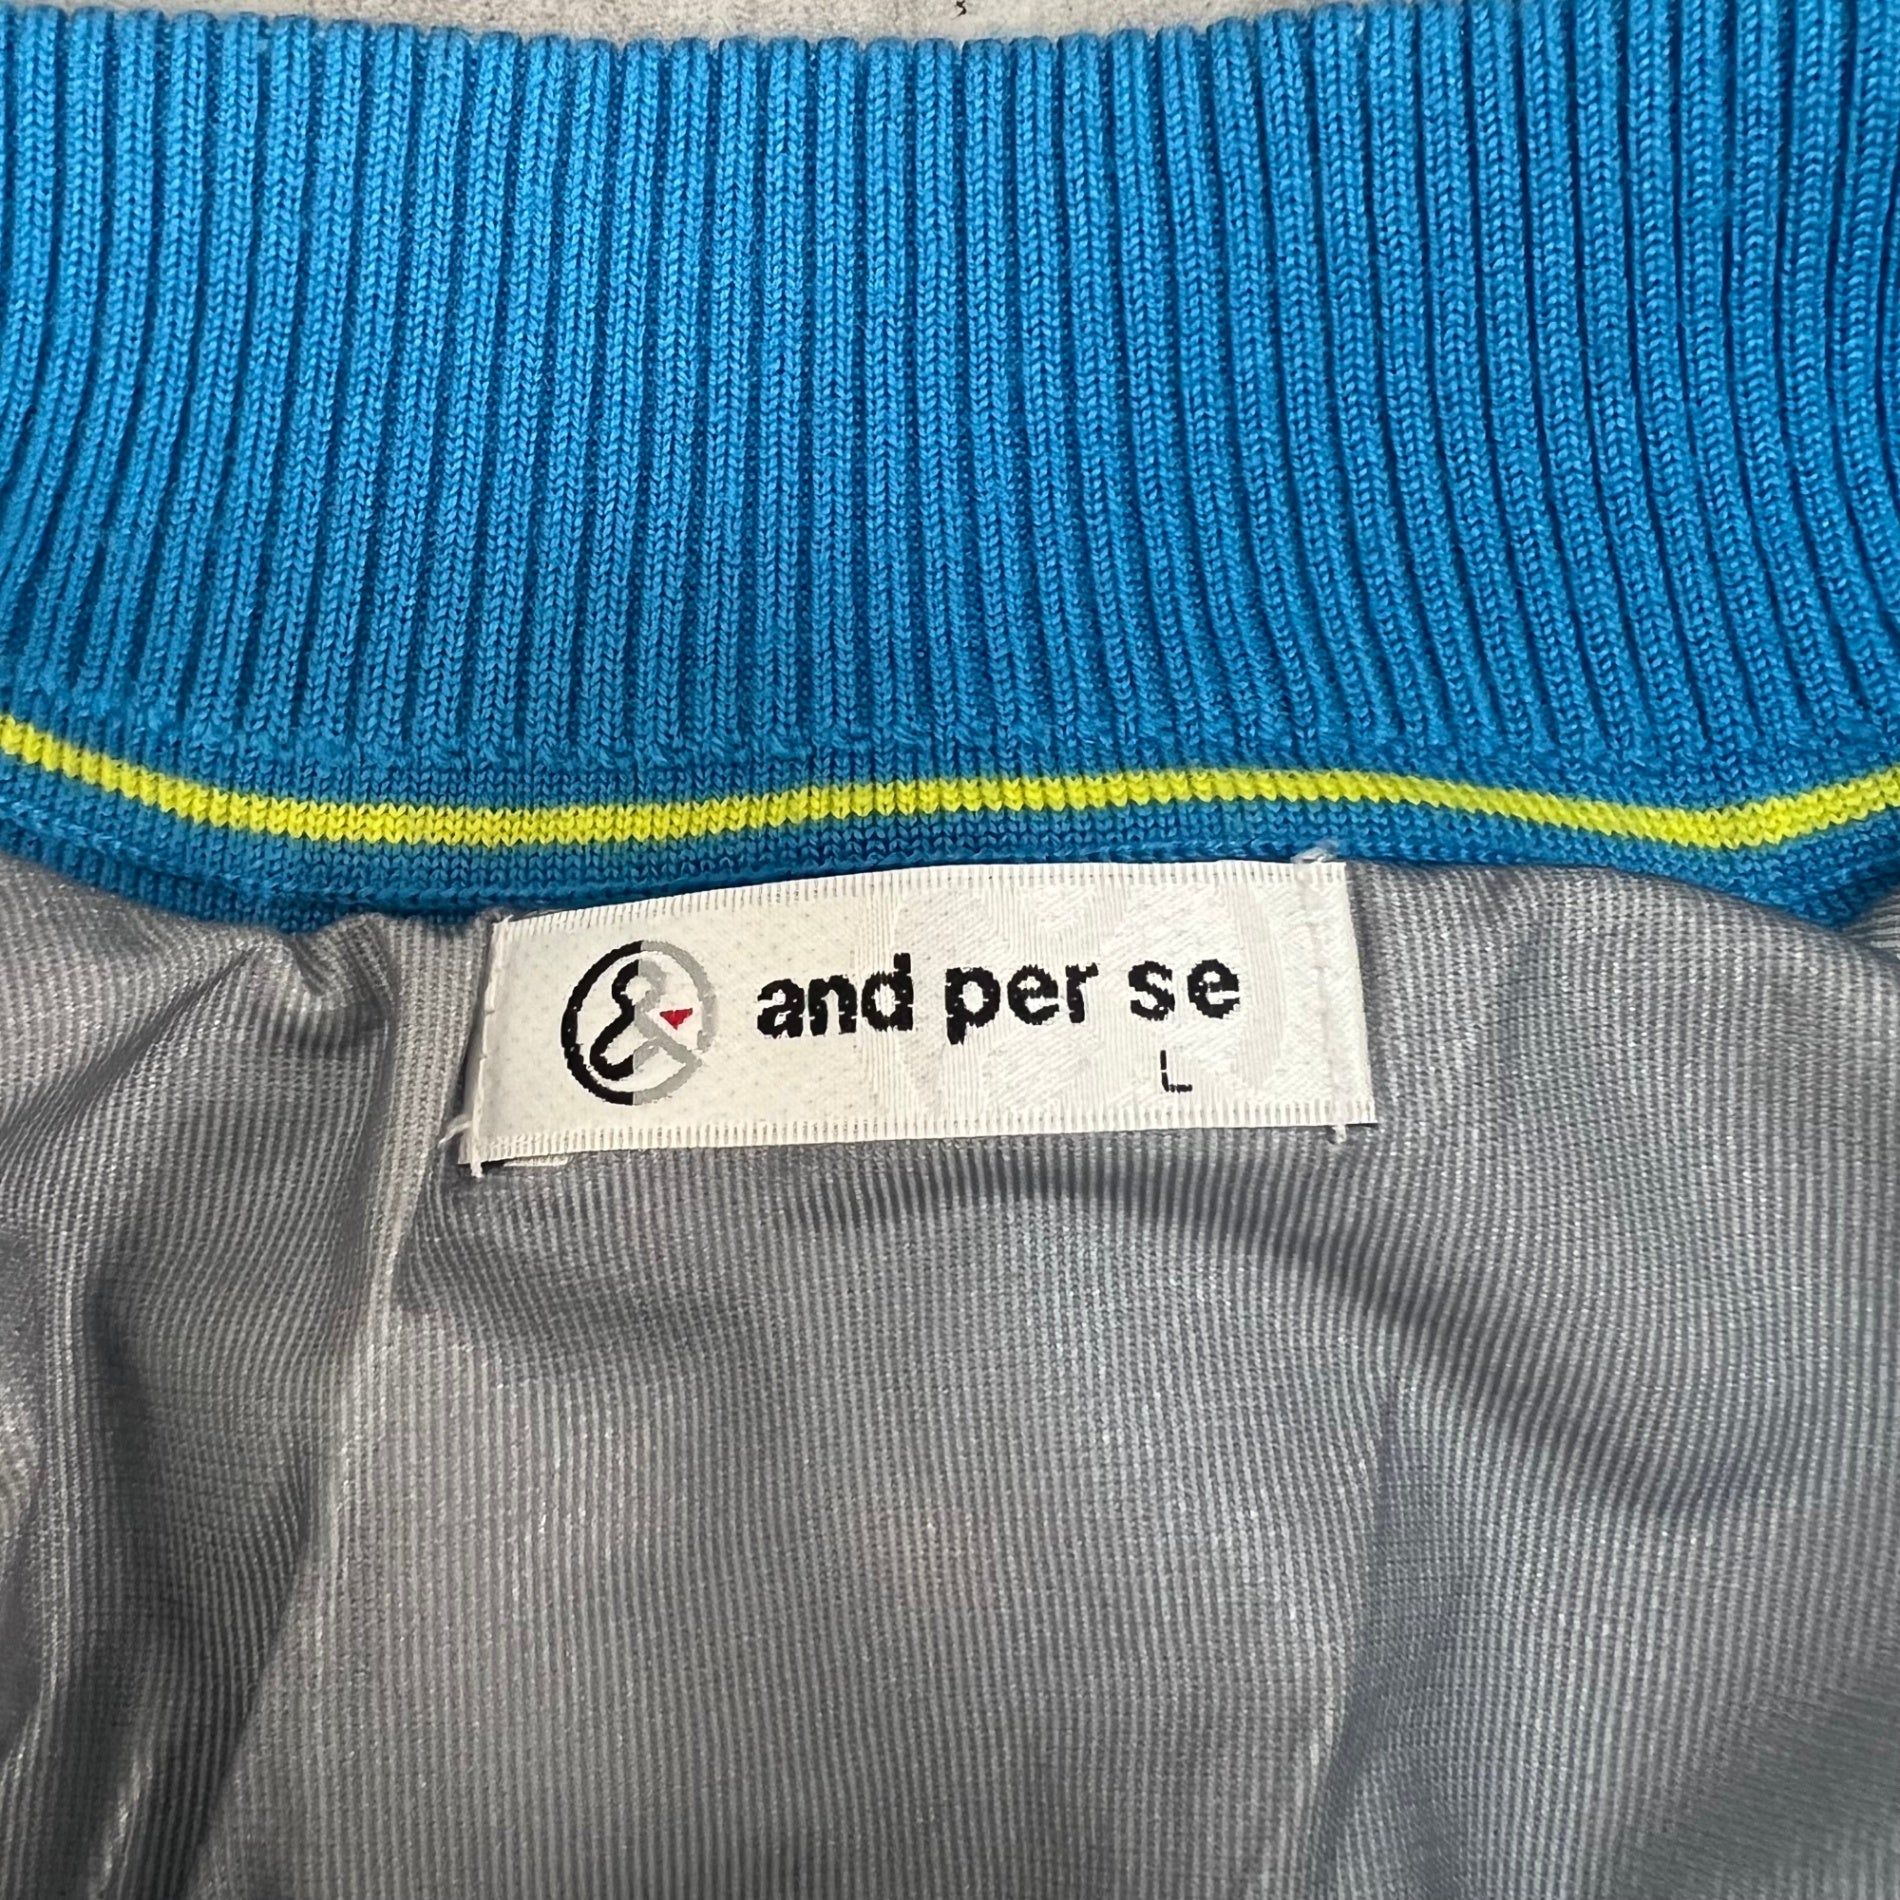 and per se
L